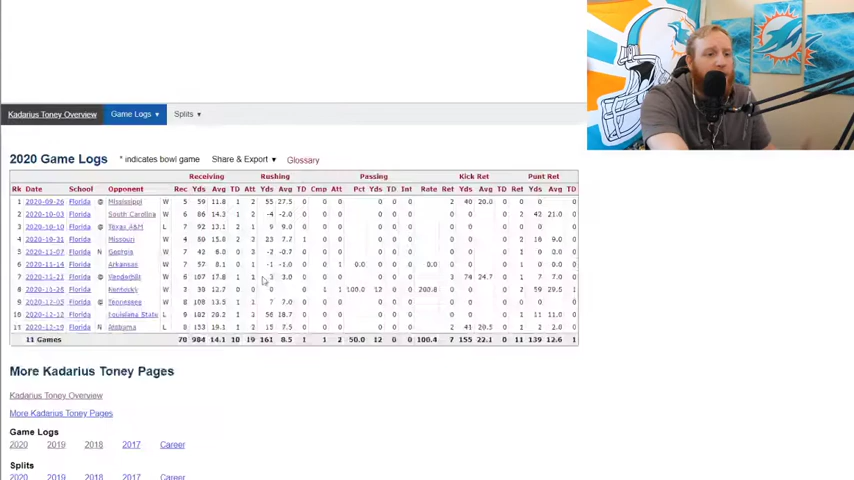 Kadarius Toney Overview Game Logs ▾ Splits ▾
2020 Game Logs * indicates bowl game Share & Export ▾ Glossary
Receiving Rushing Passing Kick Ret Punt Ret
Rk Date School Opponent Rec Yds Avg TD Att Yds Avg TD Cmp Att Pct Yds TD Int Rate Ret Yds Avg TD Ret Yds Avg TD
1 2020-09-26 Florida @ Mississippi W 5 59 11.8 1 2 55 27.5 0 0 0 0 0 0 2 40 20.0 0 0 0 0
2 2020-10-03 Florida South Carolina W 6 86 14.3 1 2 -4 -2.0 0 0 0 0 0 0 0 0 0 2 42 21.0 0
3 2020-10-10 Florida @ Texas A&M L 7 92 13.1 2 1 9 9.0 0 0 0 0 0 0 0 0 0 0 0 0
4 2020-10-31 Florida Missouri W 4 60 15.0 2 3 23 7.7 1 0 0 0 0 0 0 0 0 2 16 8.0 0
5 2020-11-07 Florida N Georgia W 7 42 6.0 0 3 -2 -0.7 0 0 0 0 0 0 0 0 0 0 0 0
6 2020-11-14 Florida Arkansas W 7 57 8.1 0 1 -1 -1.0 0 0 1 0.0 0 0 0 0.0 0 0 0 0 0 0
7 2020-11-21 Florida @ Vanderbilt W 6 107 17.8 1 1 3 3.0 0 0 0 0 0 0 3 74 24.7 0 1 7 7.0 0
8 2020-11-28 Florida Kentucky W 3 38 12.7 0 0 0 0 1 1 100.0 12 0 0 200.8 0 0 0 2 59 29.5 1
9 2020-12-05 Florida @ Tennessee W 8 108 13.5 1 1 7 7.0 0 0 0 0 0 0 0 0 0 0 0 0
10 2020-12-12 Florida Louisiana State L 9 182 20.2 1 3 56 18.7 0 0 0 0 0 0 0 0 0 1 11 11.0 0
11 2020-12-19 Florida N Alabama L 8 153 19.1 1 2 15 7.5 0 0 0 0 0 0 2 41 20.5 0 1 2 2.0 0
11 Games 70 984 14.1 10 19 161 8.5 1 1 2 50.0 12 0 0 100.4 7 155 22.1 0 11 139 12.6 1
More Kadarius Toney Pages
Kadarius Toney Overview
More Kadarius Toney Pages
Game Logs
2020 2019 2018 2017 Career
Splits
2020 2019 2018 2017 Career